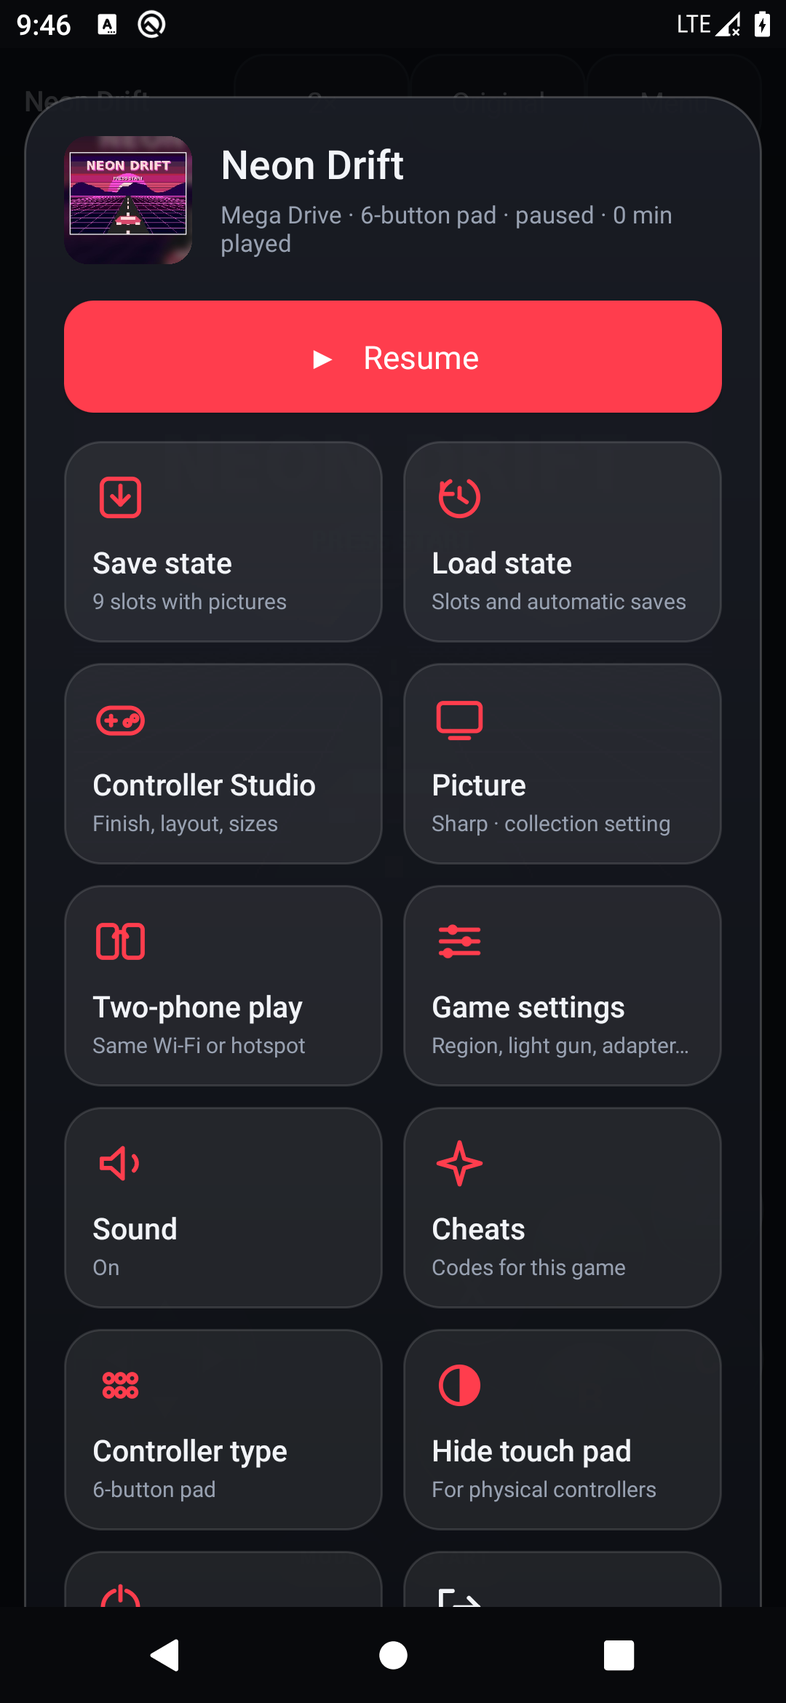 9:46
LTE
Neon Drift
NEON DRIFT
Neon Drift
Mega Drive · 6-button pad · paused · 0 min
played
► Resume
Save state
9 slots with pictures
Load state
Slots and automatic saves
Controller Studio
Finish, layout, sizes
Picture
Sharp · collection setting
Two-phone play
Same Wi-Fi or hotspot
Game settings
Region, light gun, adapter…
Sound
On
Cheats
Codes for this game
Controller type
6-button pad
Hide touch pad
For physical controllers